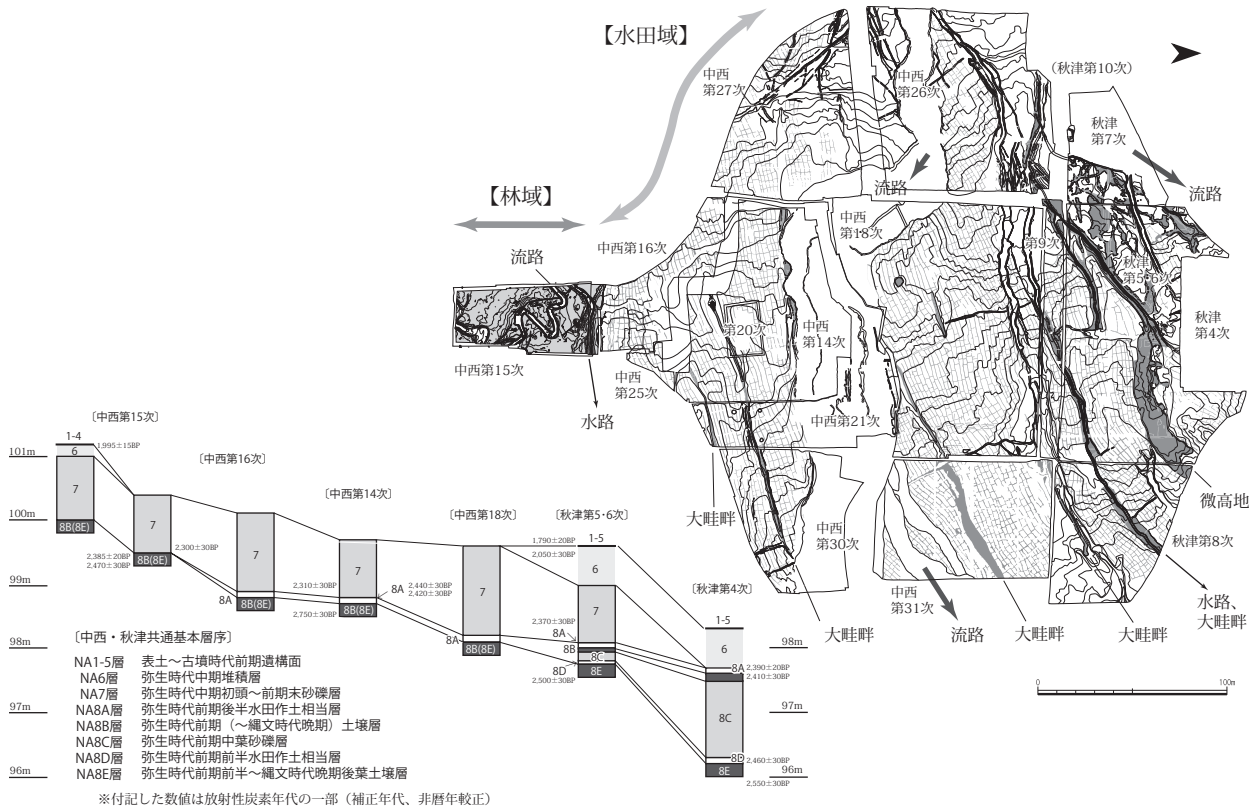 【水田域】
中西
第27次
中西
第26次
(秋津第10次)
秋津
第7次
流路
流路
【林域】
流路
中西第16次
中西
第18次
第9次
秋津
第5・6次
秋津
第4次
第20次
中西
第14次
中西第15次
中西
第25次
水路
中西第21次
微高地
大畦畔
中西
第30次
秋津第8次
中西
第31次
水路、
大畦畔
大畦畔
流路
大畦畔
大畦畔
0
100m
〔中西第15次〕
1-4
1,995±15BP
6
101m
7
100m
8B(8E)
2,385±20BP
2,470±30BP
〔中西第16次〕
7
8B(8E)
2,300±30BP
8A
8B(8E)
〔中西第14次〕
7
2,310±30BP
8A
2,750±30BP
8B(8E)
2,440±30BP
2,420±30BP
〔中西第18次〕
7
8A
8B(8E)
〔秋津第5・6次〕
1,790±20BP
1-5
2,050±30BP
6
7
2,370±30BP
8A
8B
8C
8D
8E
2,500±30BP
〔秋津第4次〕
1-5
6
98m
8A
2,390±20BP
2,410±30BP
97m
8C
8D
2,460±30BP
8E
96m
2,550±30BP
99m
98m
97m
96m
〔中西・秋津共通基本層序〕
NA1-5層 表土~古墳時代前期遺構面
NA6層 弥生時代中期堆積層
NA7層 弥生時代中期初頭~前期末砂礫層
NA8A層 弥生時代前期後半水田作土相当層
NA8B層 弥生時代前期(~縄文時代晩期)土壌層
NA8C層 弥生時代前期中葉砂礫層
NA8D層 弥生時代前期前半水田作土相当層
NA8E層 弥生時代前期前半~縄文時代晩期後葉土壌層
※付記した数値は放射性炭素年代の一部(補正年代、非暦年較正)